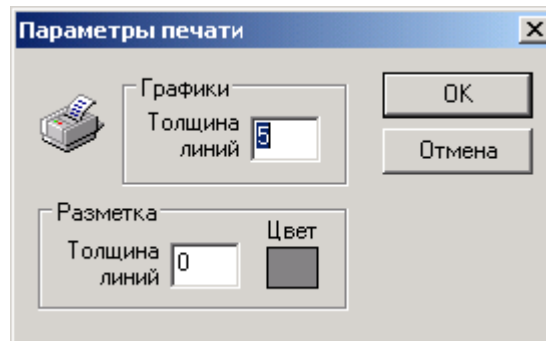 Параметры печати
Графики
Толщина линий
5
OK
Отмена
Разметка
Толщина линий
0
Цвет